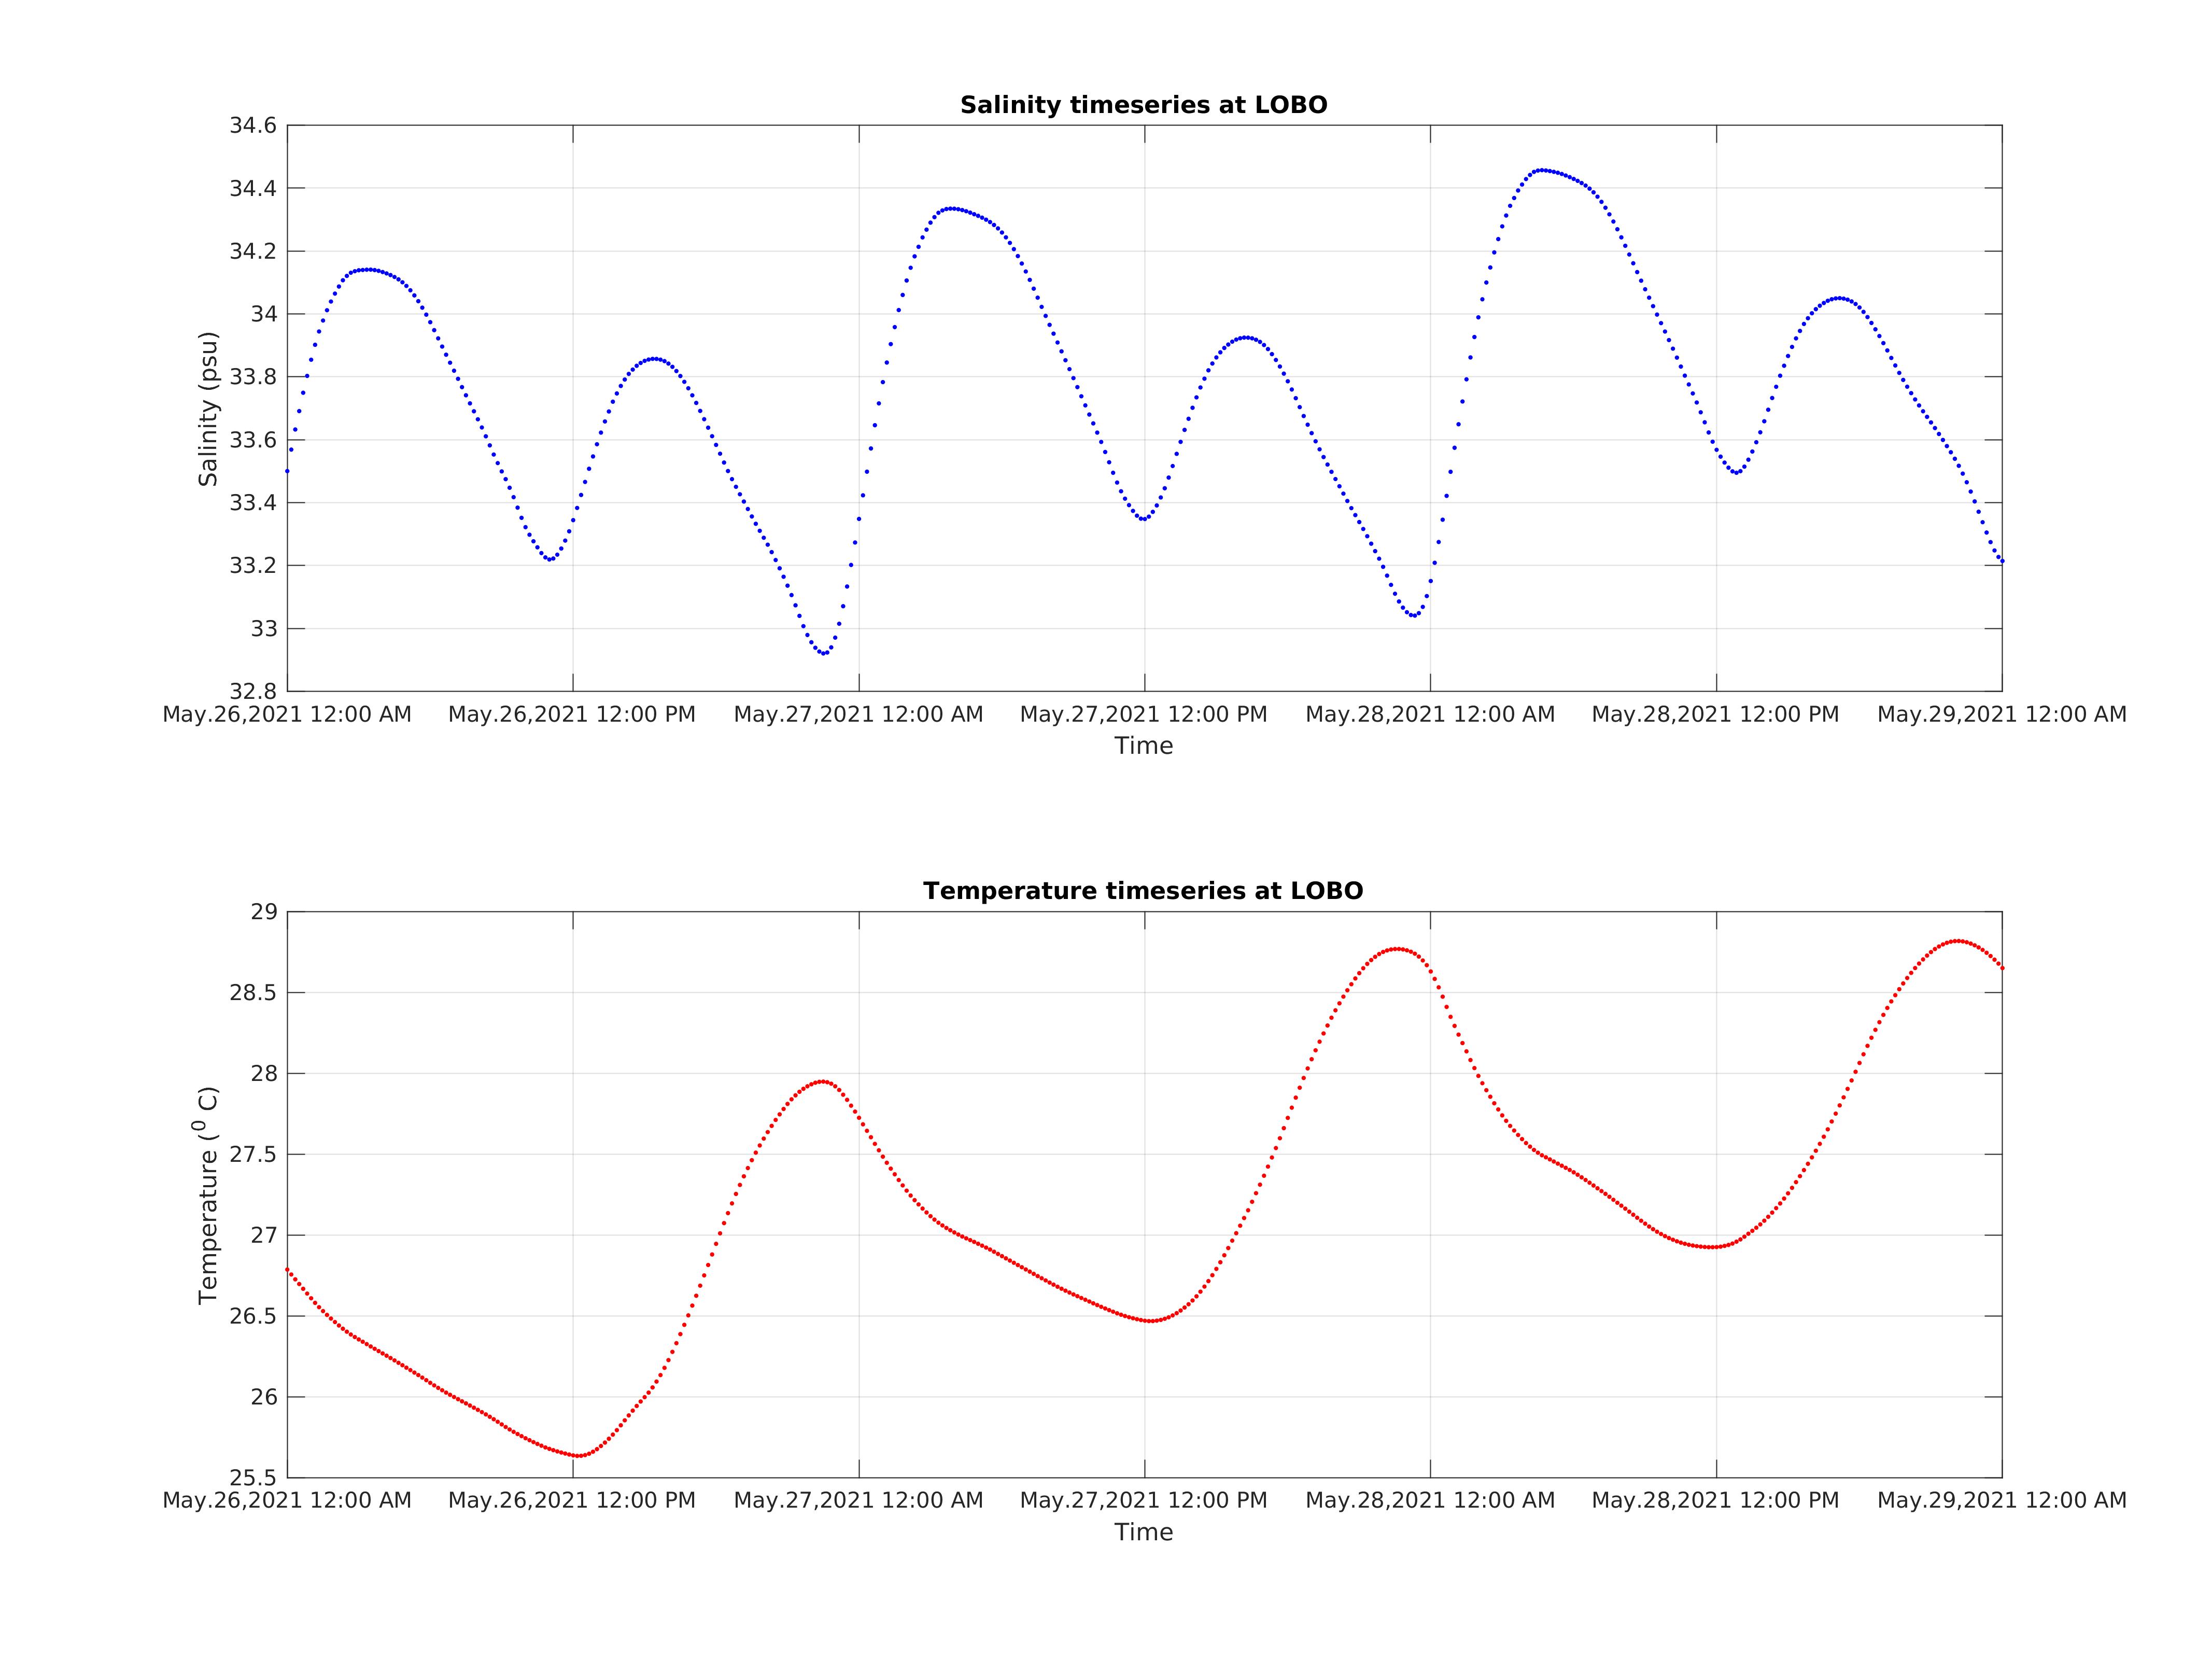 Salinity timeseries at LOBO
34.6
34.4
34.2
34
33.8
33.6
33.4
33.2
33
32.8
Salinity (psu)
May.26,2021 12:00 AM May.26,2021 12:00 PM May.27,2021 12:00 AM May.27,2021 12:00 PM May.28,2021 12:00 AM May.28,2021 12:00 PM May.29,2021 12:00 AM
Time
Temperature timeseries at LOBO
29
28.5
28
27.5
27
26.5
26
25.5
Temperature (⁰ C)
May.26,2021 12:00 AM May.26,2021 12:00 PM May.27,2021 12:00 AM May.27,2021 12:00 PM May.28,2021 12:00 AM May.28,2021 12:00 PM May.29,2021 12:00 AM
Time